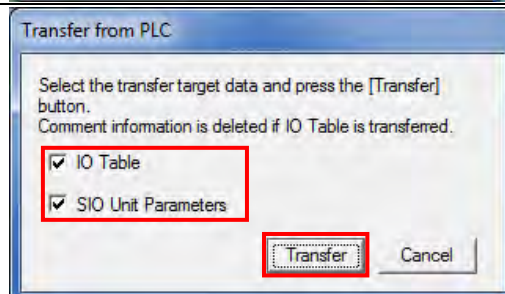 Transfer from PLC
Select the transfer target data and press the [Transfer]
button.
Comment information is deleted if IO Table is transferred.
IO Table
SIO Unit Parameters
Transfer Cancel